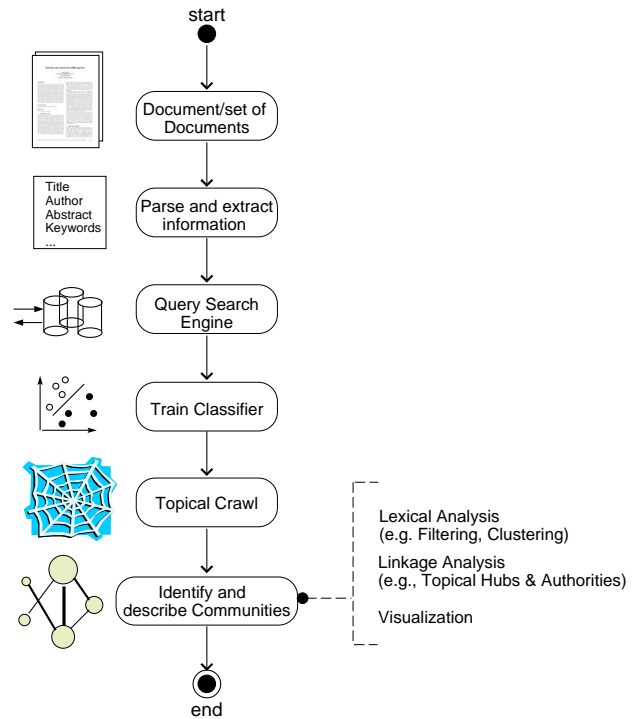 start
Document/set of
Documents
Title
Author
Abstract
Keywords
...
Parse and extract
information
Query Search
Engine
Train Classifier
Topical Crawl
Identify and
describe Communities
Lexical Analysis
(e.g. Filtering, Clustering)
Linkage Analysis
(e.g., Topical Hubs & Authorities)
Visualization
end